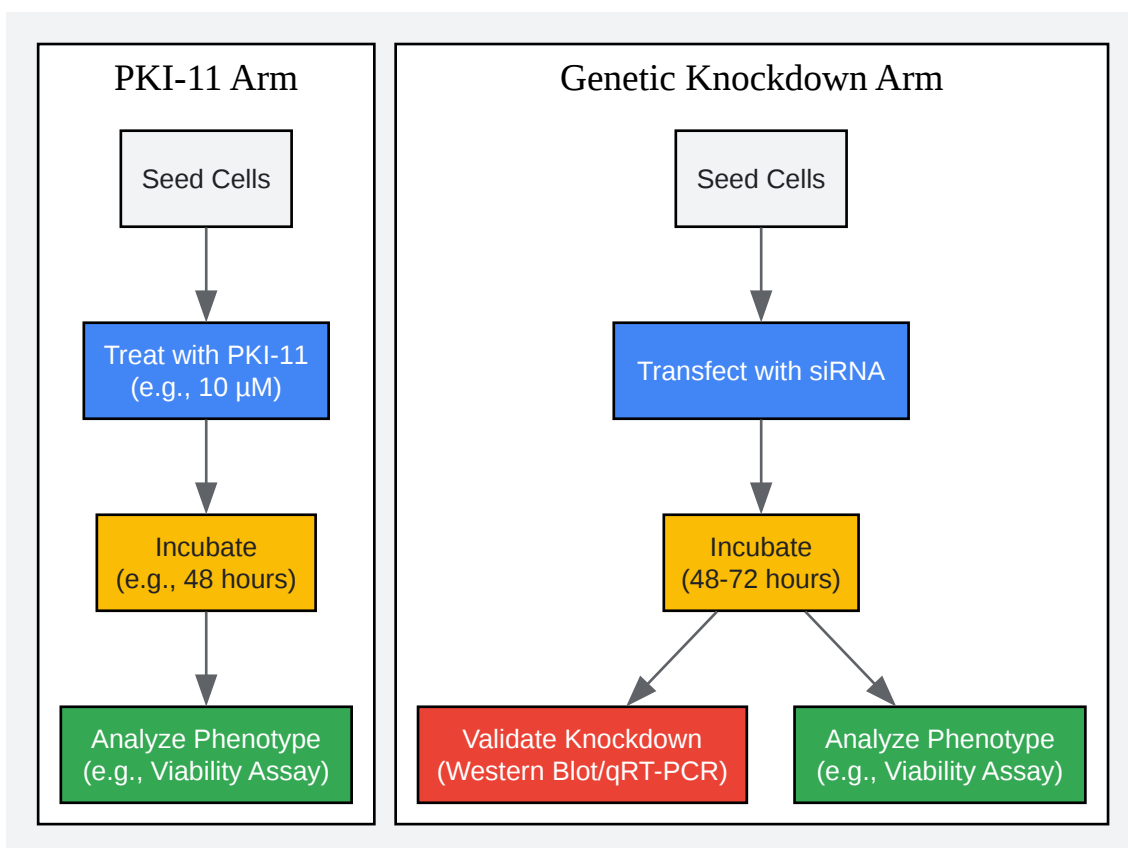 PKI-11 Arm
Seed Cells
Treat with PKI-11
(e.g., 10 µM)
Incubate
(e.g., 48 hours)
Analyze Phenotype
(e.g., Viability Assay)
Genetic Knockdown Arm
Seed Cells
Transfect with siRNA
Incubate
(48-72 hours)
Validate Knockdown
(Western Blot/qRT-PCR)
Analyze Phenotype
(e.g., Viability Assay)